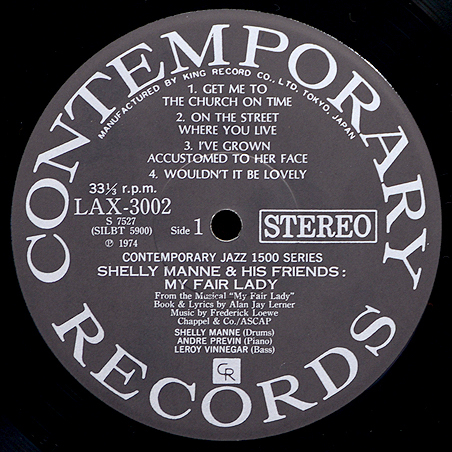 CONTEMPORARY
MANUFACTURED BY KING RECORD CO., LTD, TOKYO, JAPAN
1. GET ME TO
THE CHURCH ON TIME
2. ON THE STREET
WHERE YOU LIVE
3. I'VE GROWN
ACCUSTOMED TO HER FACE
4. WOULDN'T IT BE LOVELY
33⅓ r.p.m.
LAX-3002
S 7527
(SILBT 5900)
℗ 1974
Side 1
STEREO
CONTEMPORARY JAZZ 1500 SERIES
SHELLY MANNE & HIS FRIENDS:
MY FAIR LADY
From the Musical "My Fair Lady"
Book & Lyrics by Alan Jay Lerner
Music by Frederick Loewe
Chappel & Co./ASCAP
SHELLY MANNE (Drums)
ANDRE PREVIN (Piano)
LEROY VINNEGAR (Bass)
CR
RECORDS